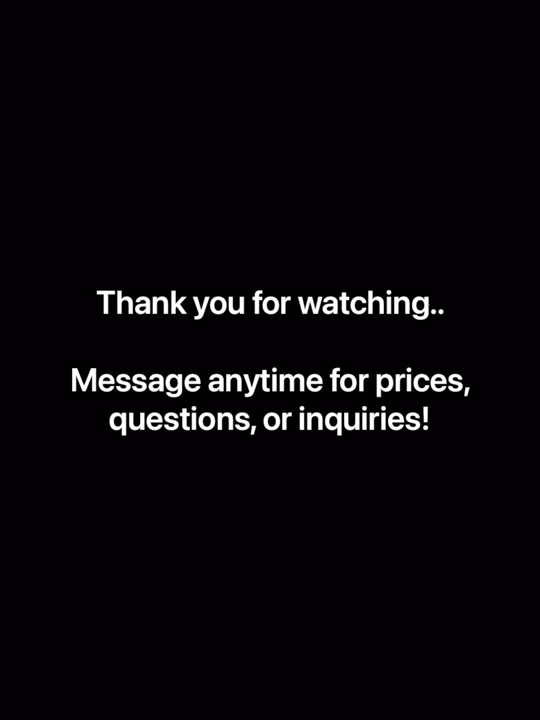 Thank you for watching..
Message anytime for prices,
questions, or inquiries!